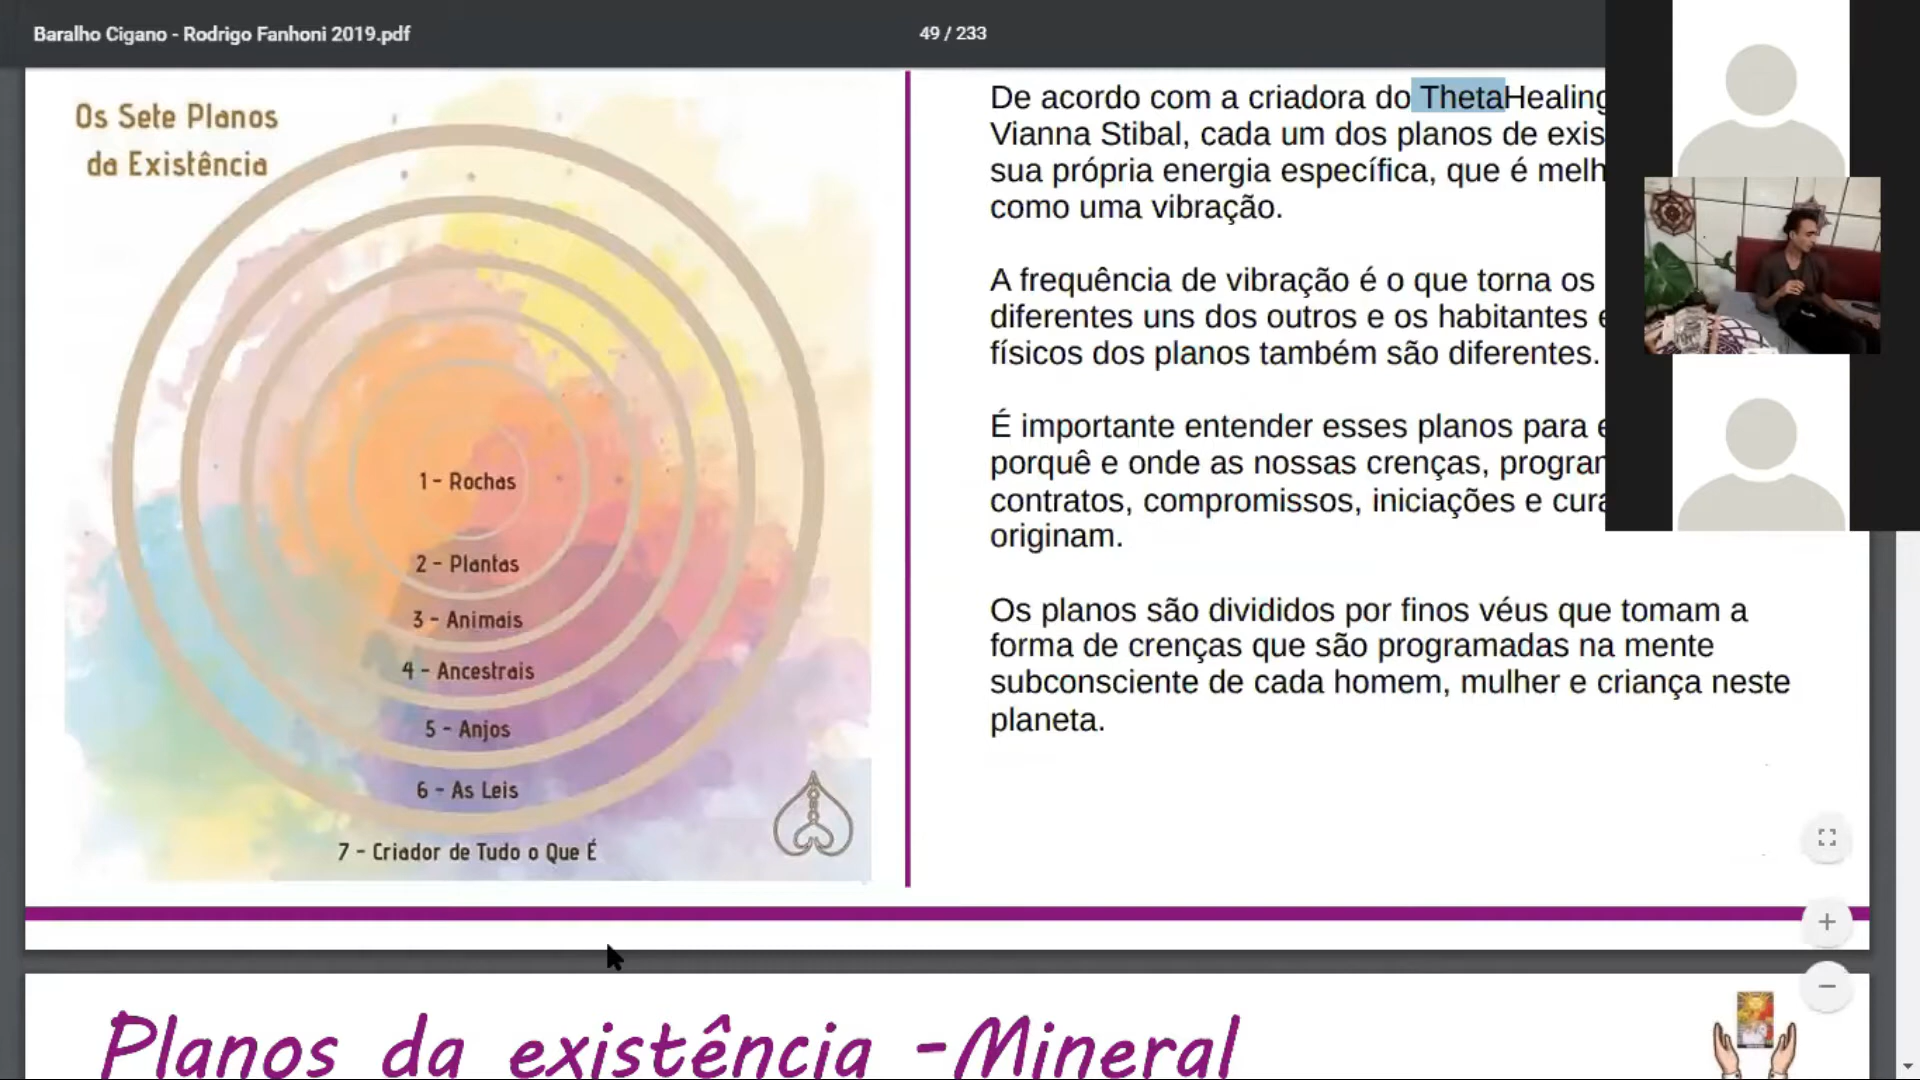 Baralho Cigano - Rodrigo Fanhoni 2019.pdf
49 / 233
Os Sete Planos
da Existência
1 - Rochas
2 - Plantas
3 - Animais
4 - Ancestrais
5 - Anjos
6 - As Leis
7 - Criador de Tudo o Que É
De acordo com a criadora do ThetaHealing
Vianna Stibal, cada um dos planos de exis
sua própria energia específica, que é melh
como uma vibração.
A frequência de vibração é o que torna os
diferentes uns dos outros e os habitantes e
físicos dos planos também são diferentes.
É importante entender esses planos para e
porquê e onde as nossas crenças, program
contratos, compromissos, iniciações e cura
originam.
Os planos são divididos por finos véus que tomam a
forma de crenças que são programadas na mente
subconsciente de cada homem, mulher e criança neste
planeta.
Planos da existência -Mineral